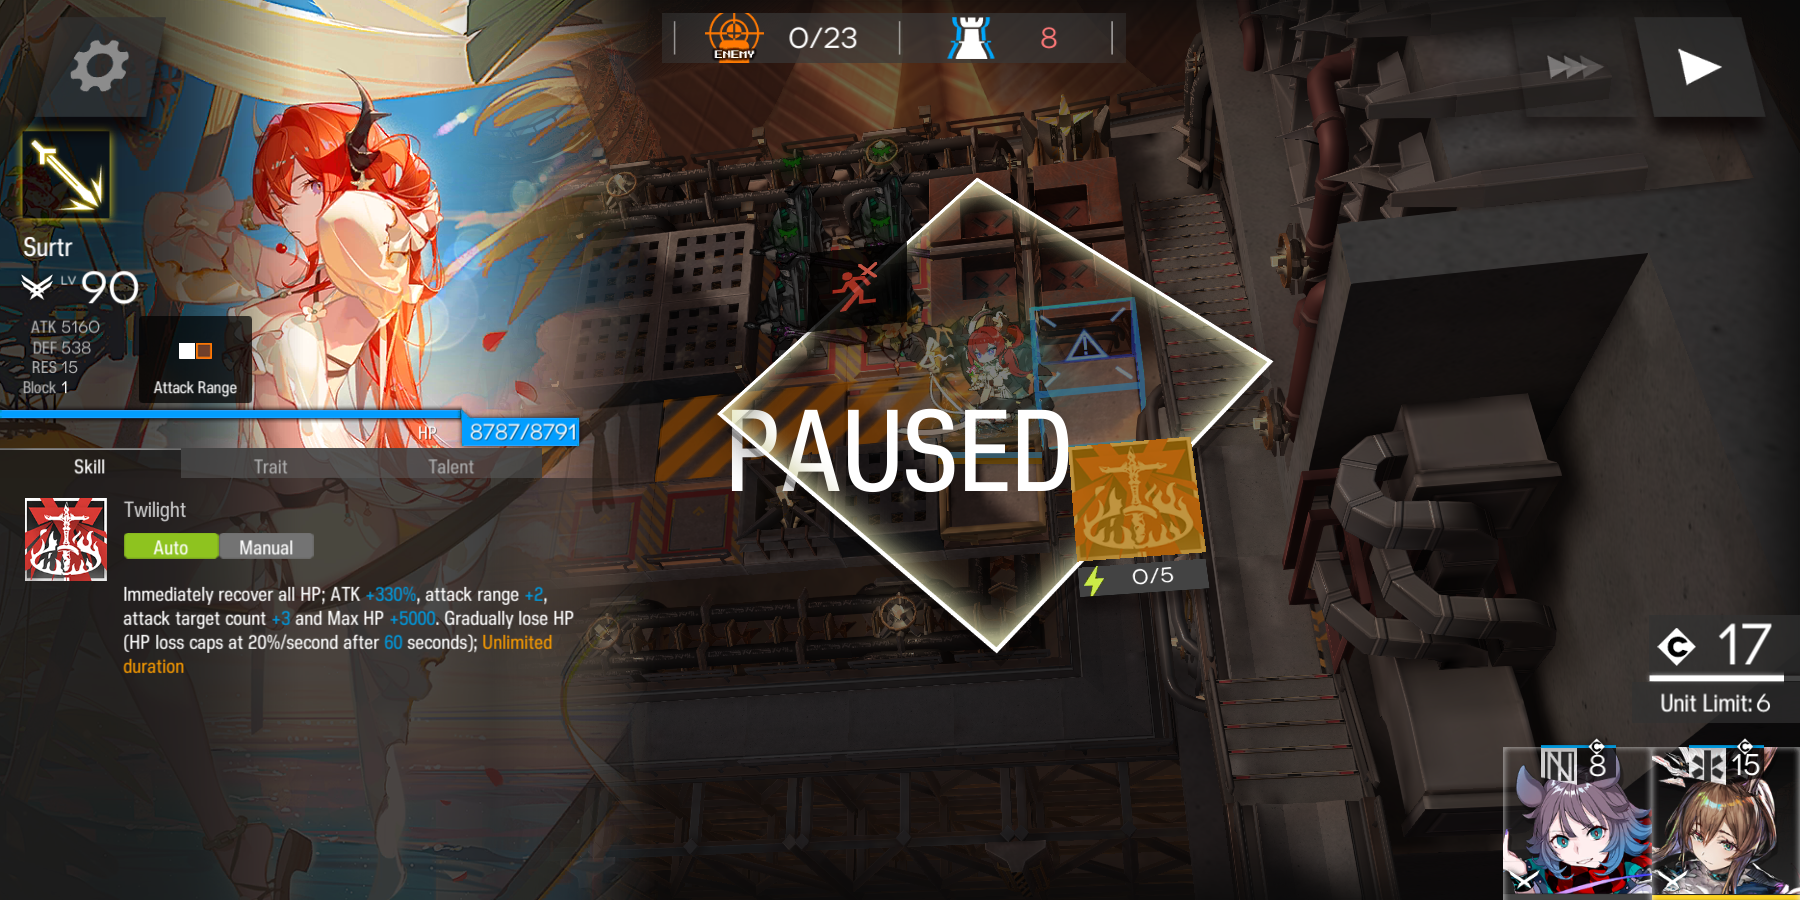 ENEMY
0/23
8
Surtr
LV 90
ATK 5160
DEF 538
RES 15
Block 1
Attack Range
HP 8787/8791
Skill
Trait
Talent
Twilight
Auto
Manual
Immediately recover all HP; ATK +330%, attack range +2,
attack target count +3 and Max HP +5000. Gradually lose HP
(HP loss caps at 20%/second after 60 seconds); Unlimited
duration
PAUSED
0/5
C 17
Unit Limit: 6
C
8
C
15